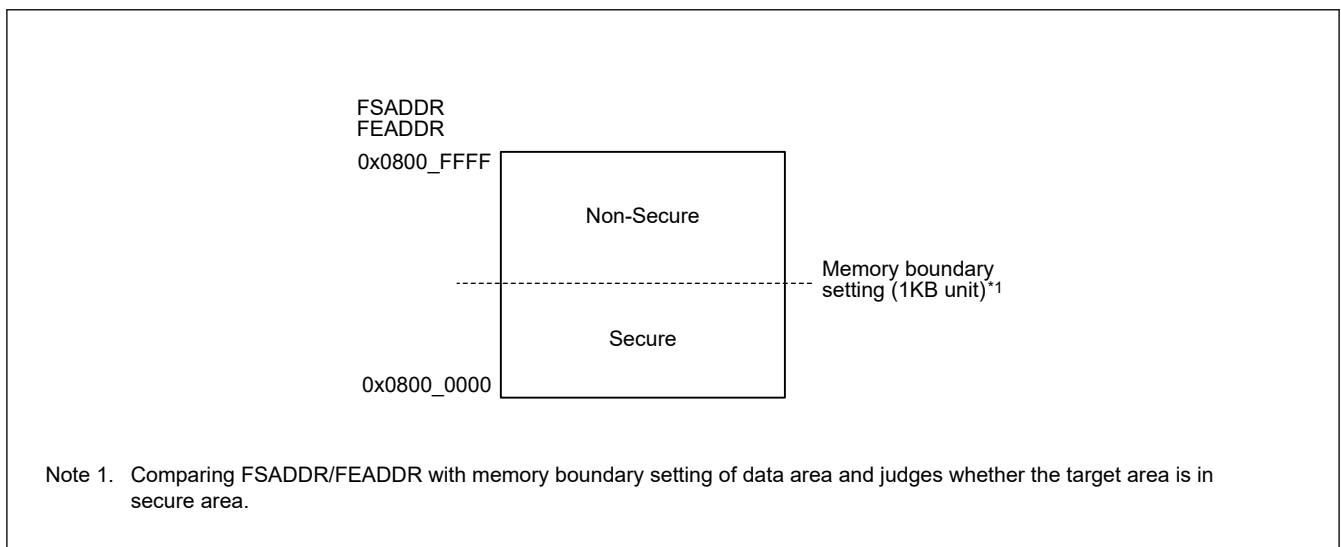 FSADDR
FEADDR
0x0800_FFFF
Non-Secure
Memory boundary
setting (1KB unit)*1
Secure
0x0800_0000
Note 1. Comparing FSADDR/FEADDR with memory boundary setting of data area and judges whether the target area is in
secure area.